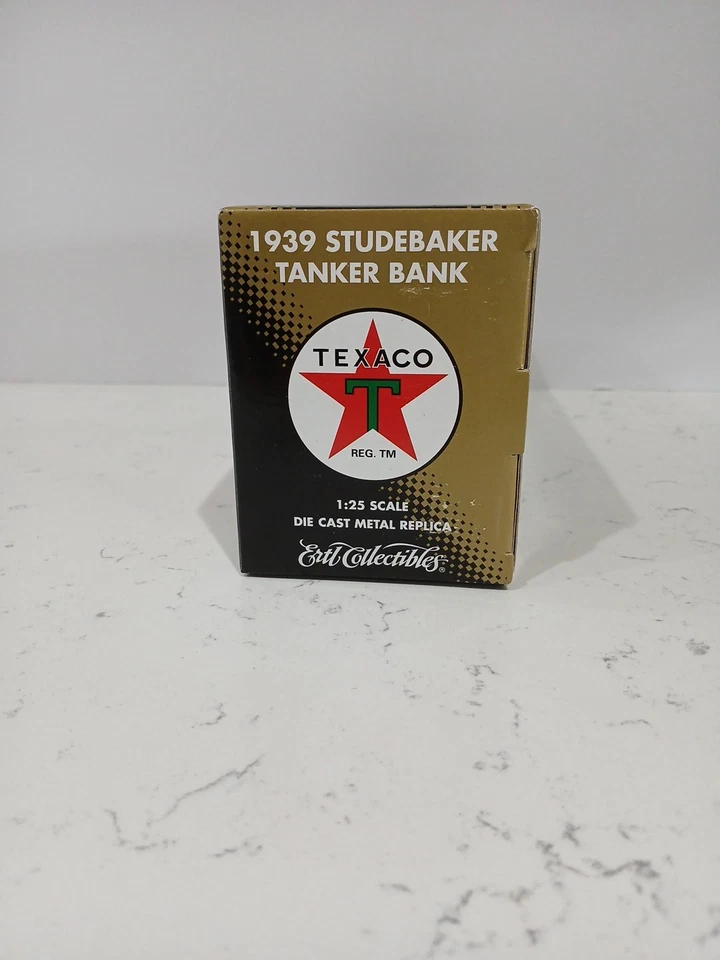 1939 STUDEBAKER
TANKER BANK
TEXACO
T
REG. TM
1:25 SCALE
DIE CAST METAL REPLICA
Ertl Collectibles®